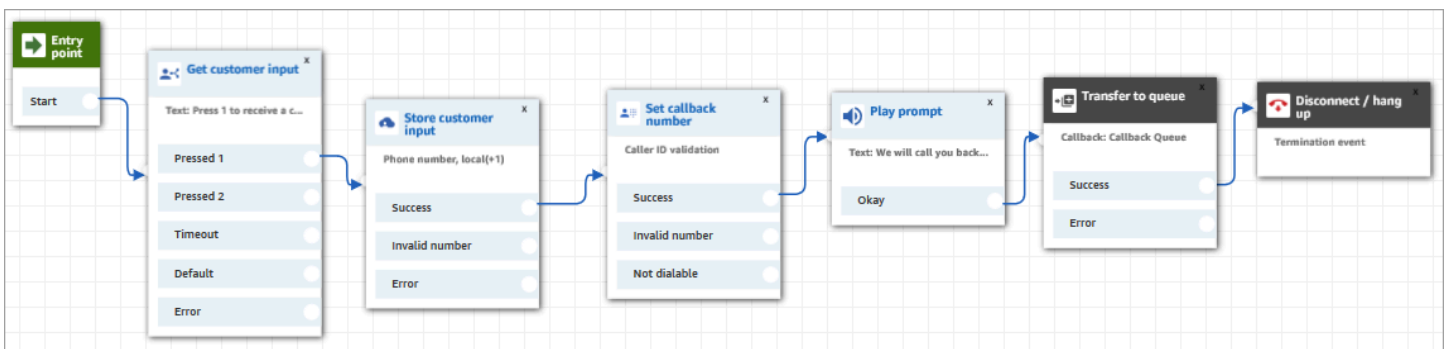 Entry
point
Start
Get customer input
x
Text: Press 1 to receive a c...
Pressed 1
Pressed 2
Timeout
Default
Error
Store customer
input
x
Phone number, local(+1)
Success
Invalid number
Error
Set callback
number
x
Caller ID validation
Success
Invalid number
Not dialable
Play prompt
x
Text: We will call you back...
Okay
Transfer to queue
x
Callback: Callback Queue
Success
Error
Disconnect / hang
up
x
Termination event